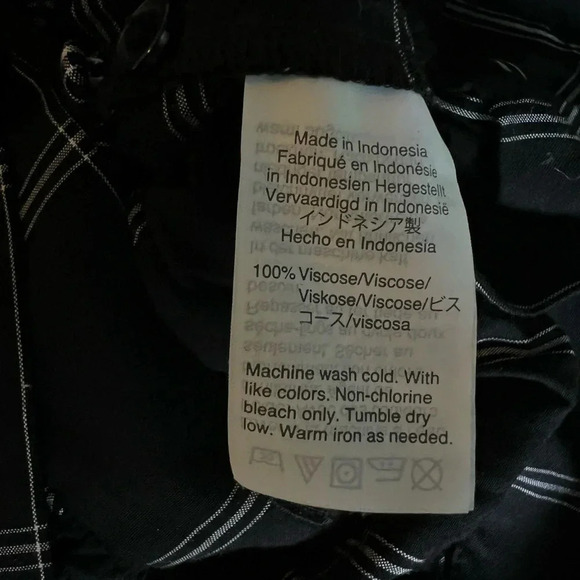 Made in Indonesia
Fabriqué en Indonésie
in Indonesien Hergestellt
Vervaardigd in Indonesië
インドネシア製
Hecho en Indonesia
100% Viscose/Viscose/
Viskose/Viscose/ビス
コース/viscosa
Machine wash cold. With
like colors. Non-chlorine
bleach only. Tumble dry
low. Warm iron as needed.